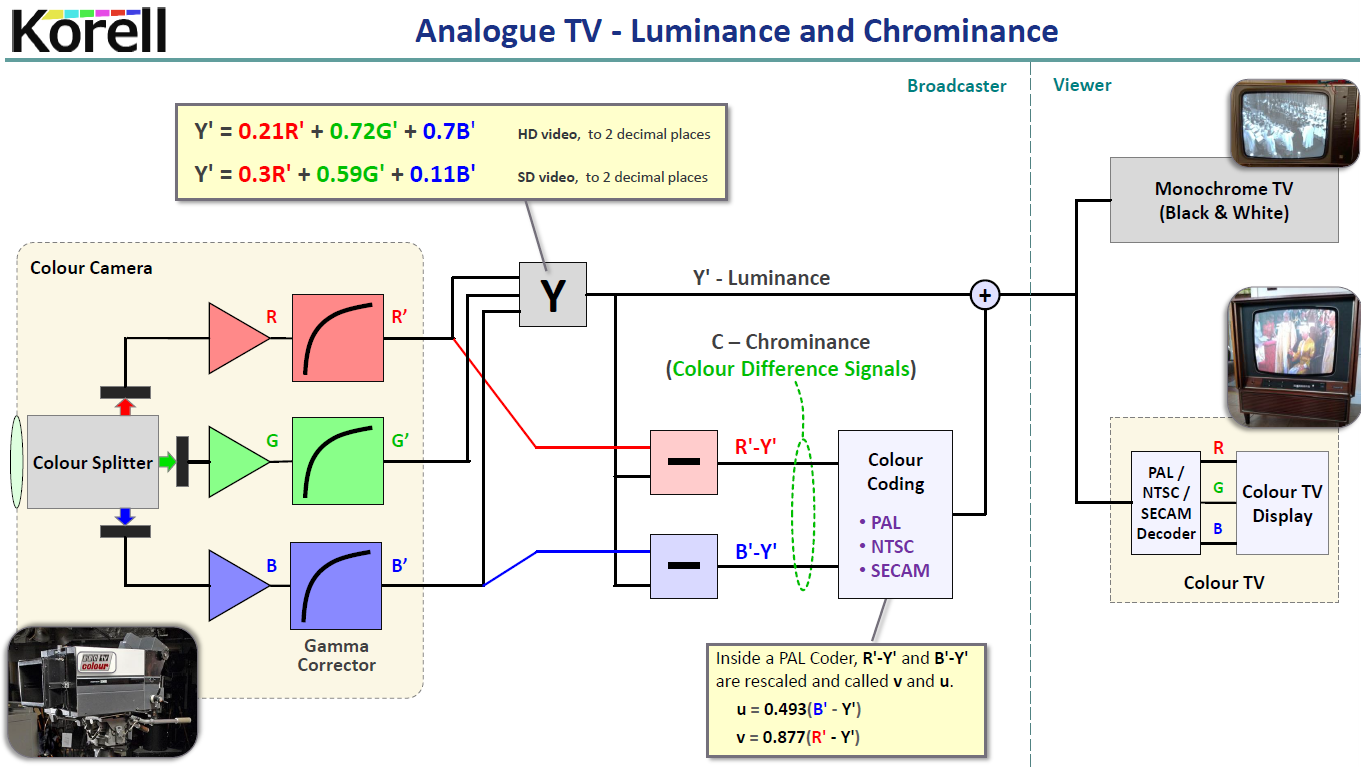 Korell
Analogue TV - Luminance and Chrominance
Broadcaster
Viewer
Y' = 0.21R' + 0.72G' + 0.7B' HD video, to 2 decimal places
Y' = 0.3R' + 0.59G' + 0.11B' SD video, to 2 decimal places
Monochrome TV
(Black & White)
Colour Camera
Y
Y' - Luminance
+
R
R’
C – Chrominance
(Colour Difference Signals)
G
G’
Colour Splitter
R'-Y'
B'-Y'
Colour
Coding
• PAL
• NTSC
• SECAM
R
G
B
PAL /
NTSC /
SECAM
Decoder
Colour TV
Display
Colour TV
B
B’
Gamma
Corrector
BBC TV
colour
Inside a PAL Coder, R'-Y' and B'-Y'
are rescaled and called v and u.
u = 0.493(B' - Y')
v = 0.877(R' - Y')